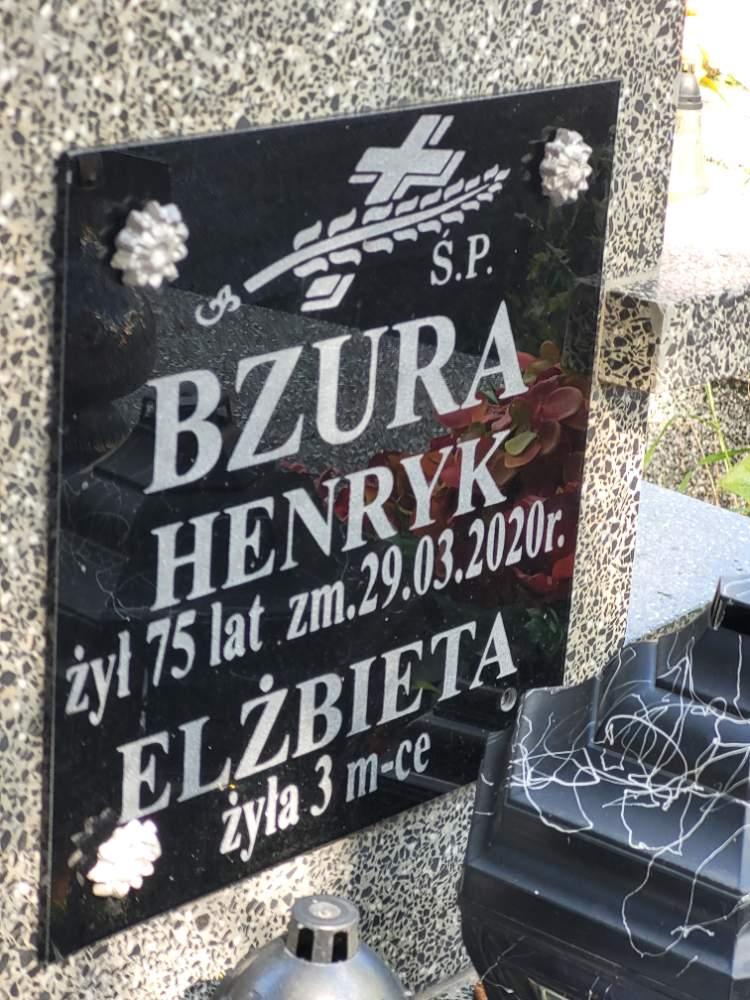 Ś.P.
BZURA
HENRYK
żył 75 lat zm.29.03.2020r.
ELŻBIETA
żyła 3 m-ce